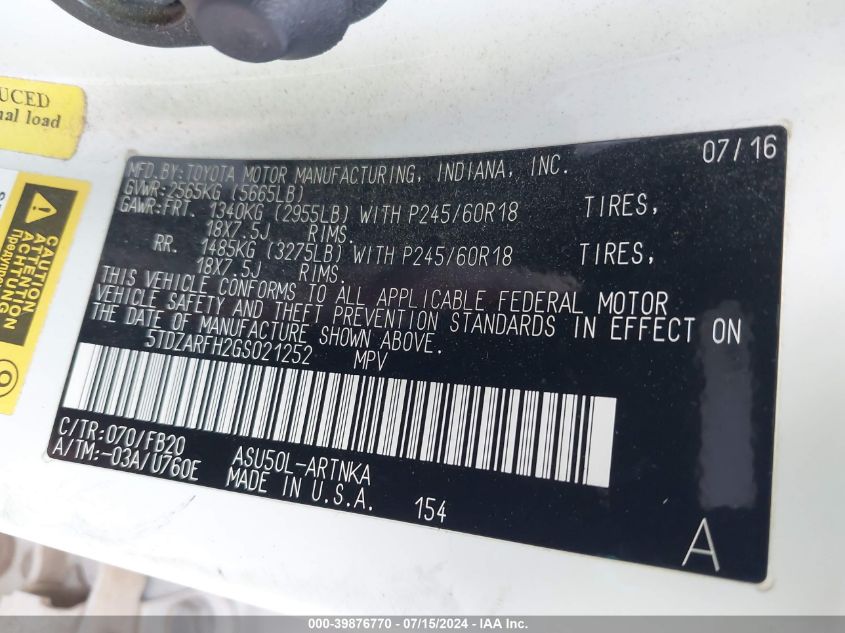 UCED
nal load
CAUTION
ATTENTION
ACHTUNG
MFD.BY:TOYOTA MOTOR MANUFACTURING, INDIANA, INC. 07/16
GVWR:2565KG (5665LB)
GAWR:FRT. 1340KG (2955LB) WITH P245/60R18 TIRES,
18X7.5J RIMS.
RR. 1485KG (3275LB) WITH P245/60R18 TIRES,
18X7.5J RIMS.
THIS VEHICLE CONFORMS TO ALL APPLICABLE FEDERAL MOTOR
VEHICLE SAFETY AND THEFT PREVENTION STANDARDS IN EFFECT ON
THE DATE OF MANUFACTURE SHOWN ABOVE.
5TDZARFH2GS021252 MPV
C/TR:070/FB20
A/TM:-03A/U760E
ASU50L-ARTNKA
MADE IN U.S.A.
154
A
000-39876770 - 07/15/2024 - IAA Inc.